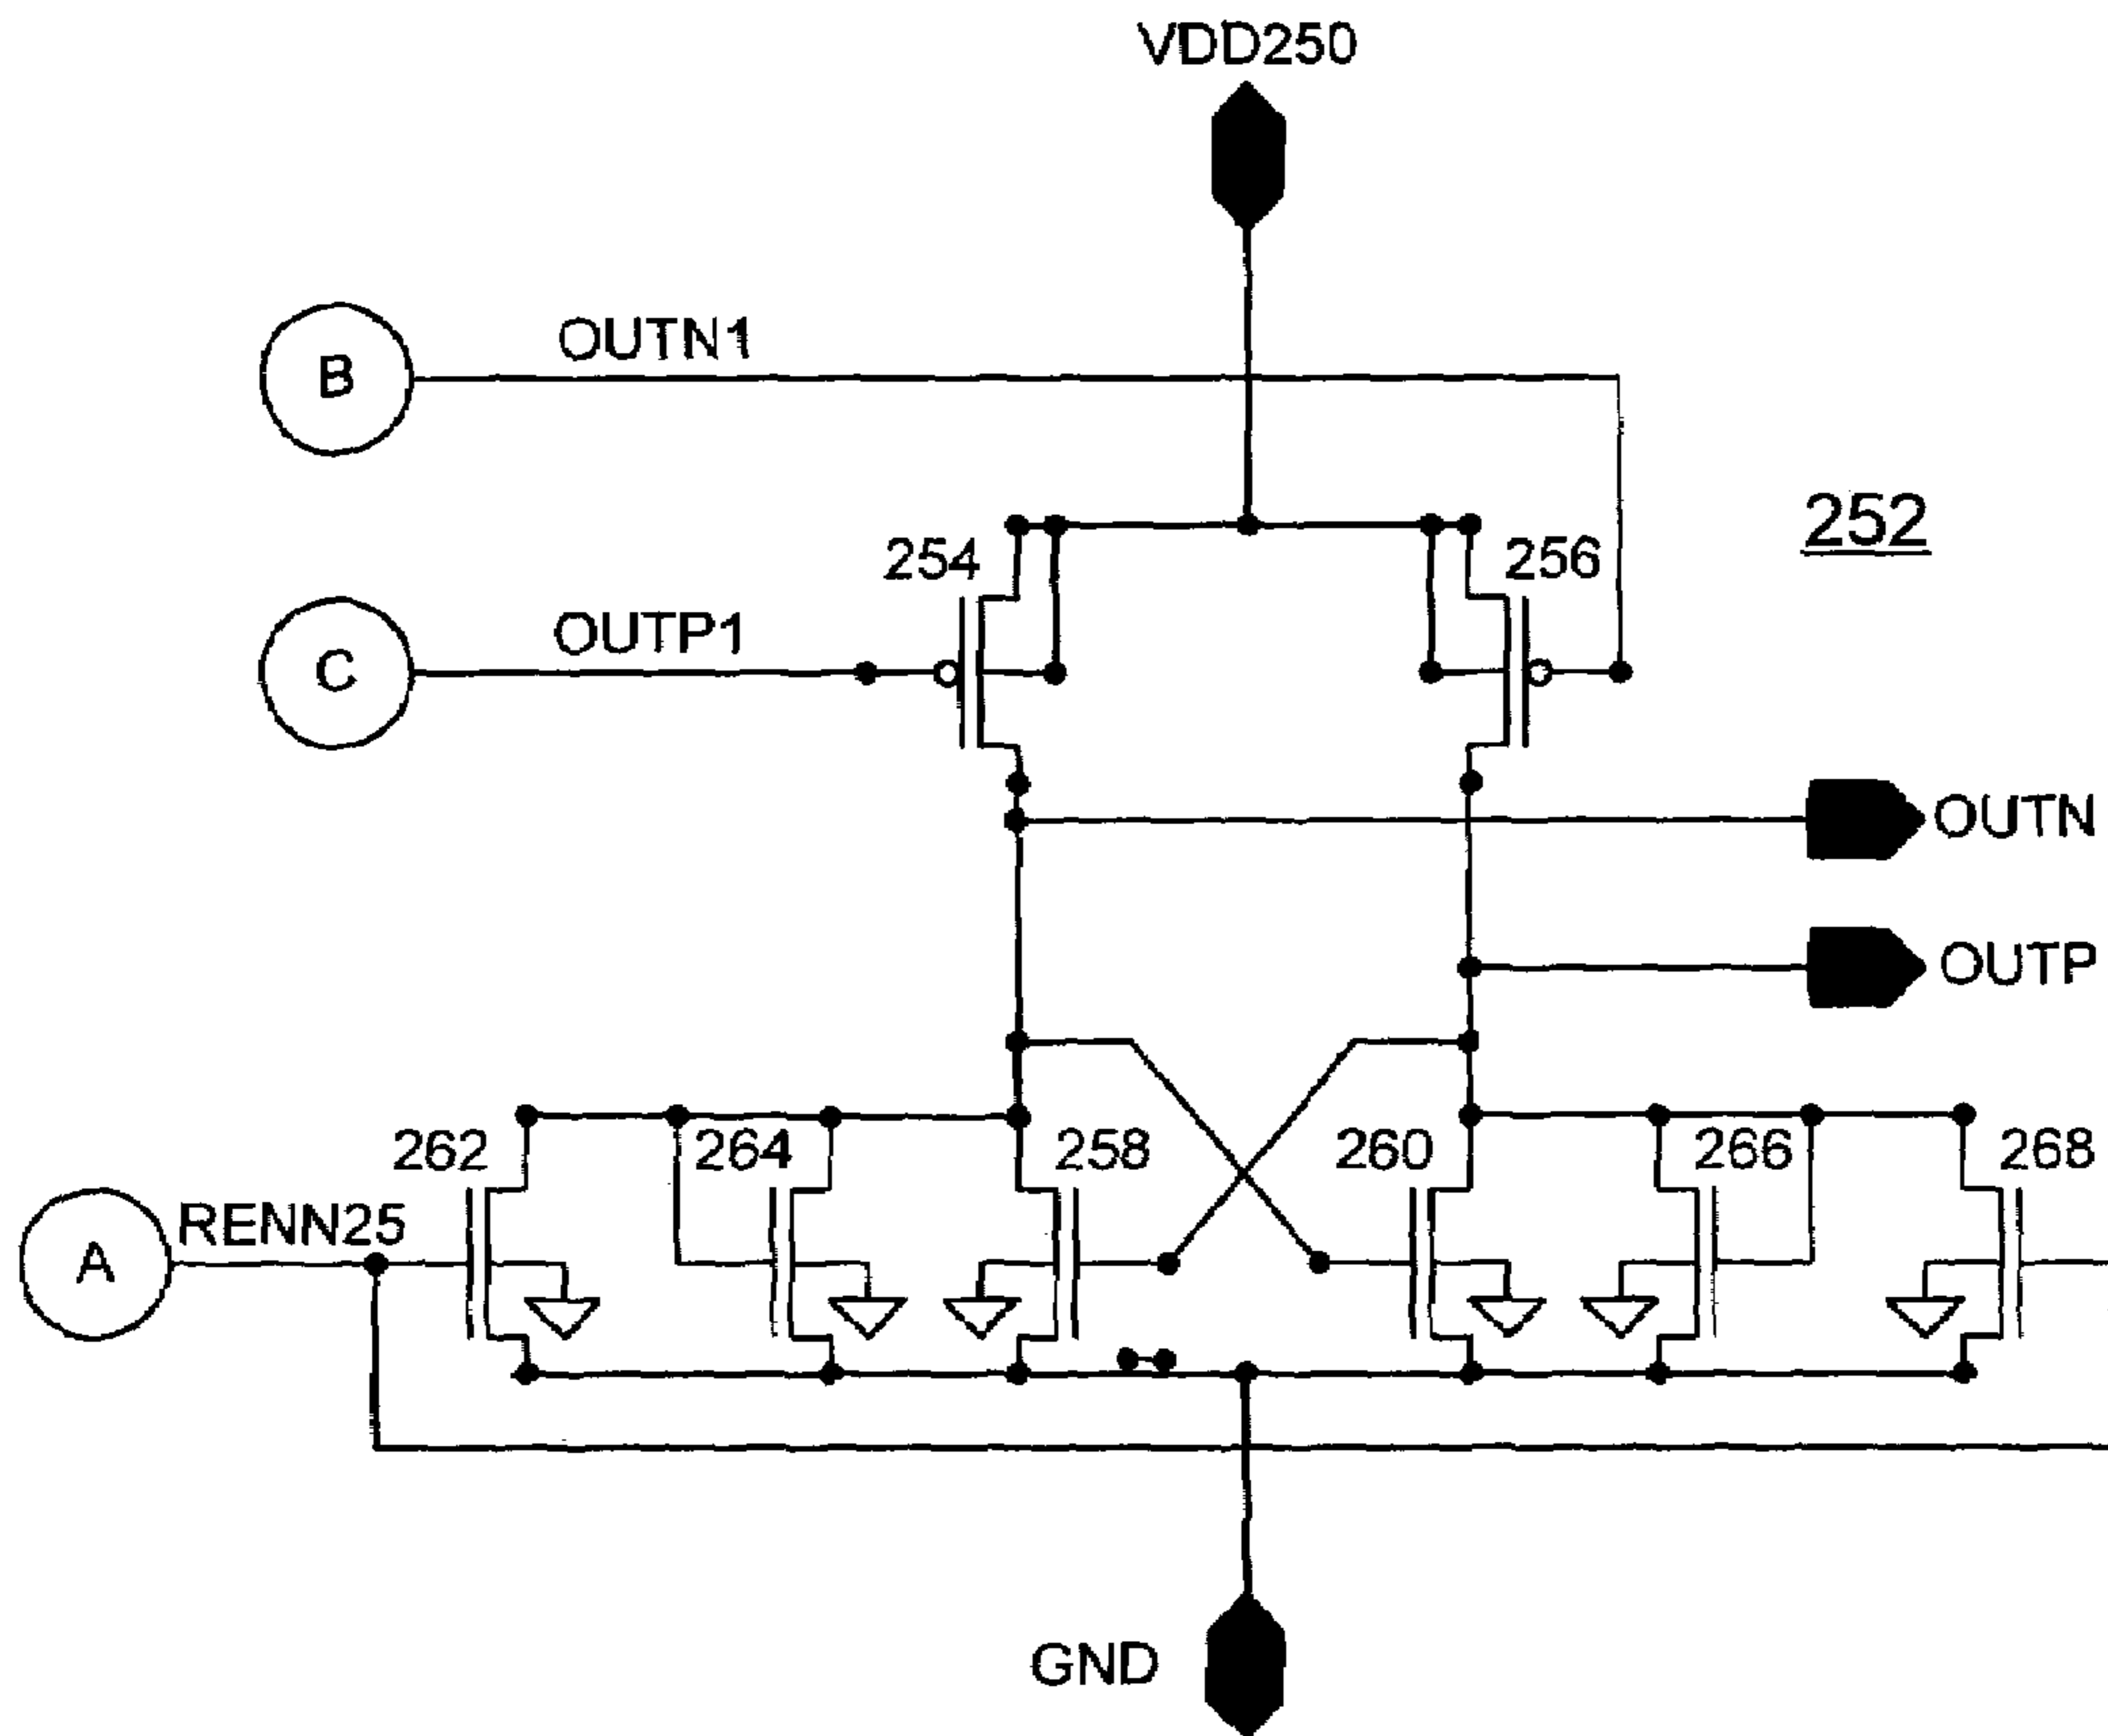 VDD250
B
OUTN1
252
254
256
C
OUTP1
OUTN
OUTP
262
264
258
260
266
268
A
RENN25
GND